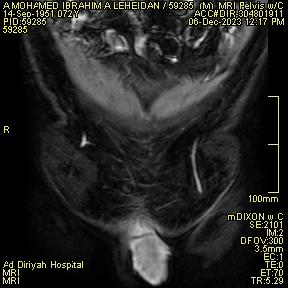 A MOHAMED IBRAHIM A LEHEIDAN / 59285 (M) MRI Pelvis w/C
14-Sep-1951 072Y ACC#DIR:304801911
PID:59285 06-Dec-2023 12:17 PM
59285
R
100mm
mDIXON w C
SE:2101
IM:2
DFOV:300
3.5mm
EC:1
Ad Diriyah Hospital TE:0
MRI ET:70
MRI TR:5.29